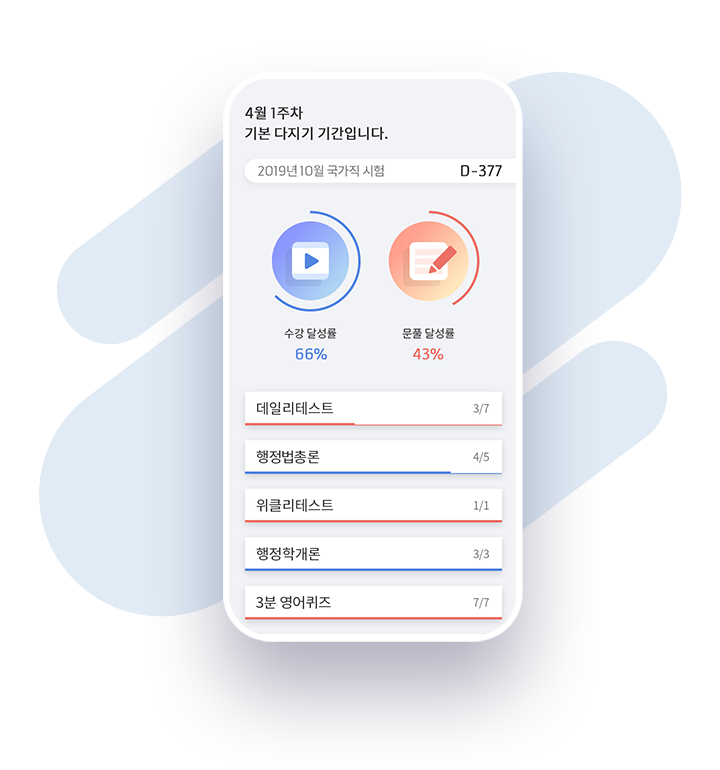 4월 1주차
기본 다지기 기간입니다.
2019년 10월 국가직 시험 D-377
수강 달성률 문풀 달성률
66% 43%
데일리테스트 3/7
행정법총론 4/5
위클리테스트 1/1
행정학개론 3/3
3분 영어퀴즈 7/7